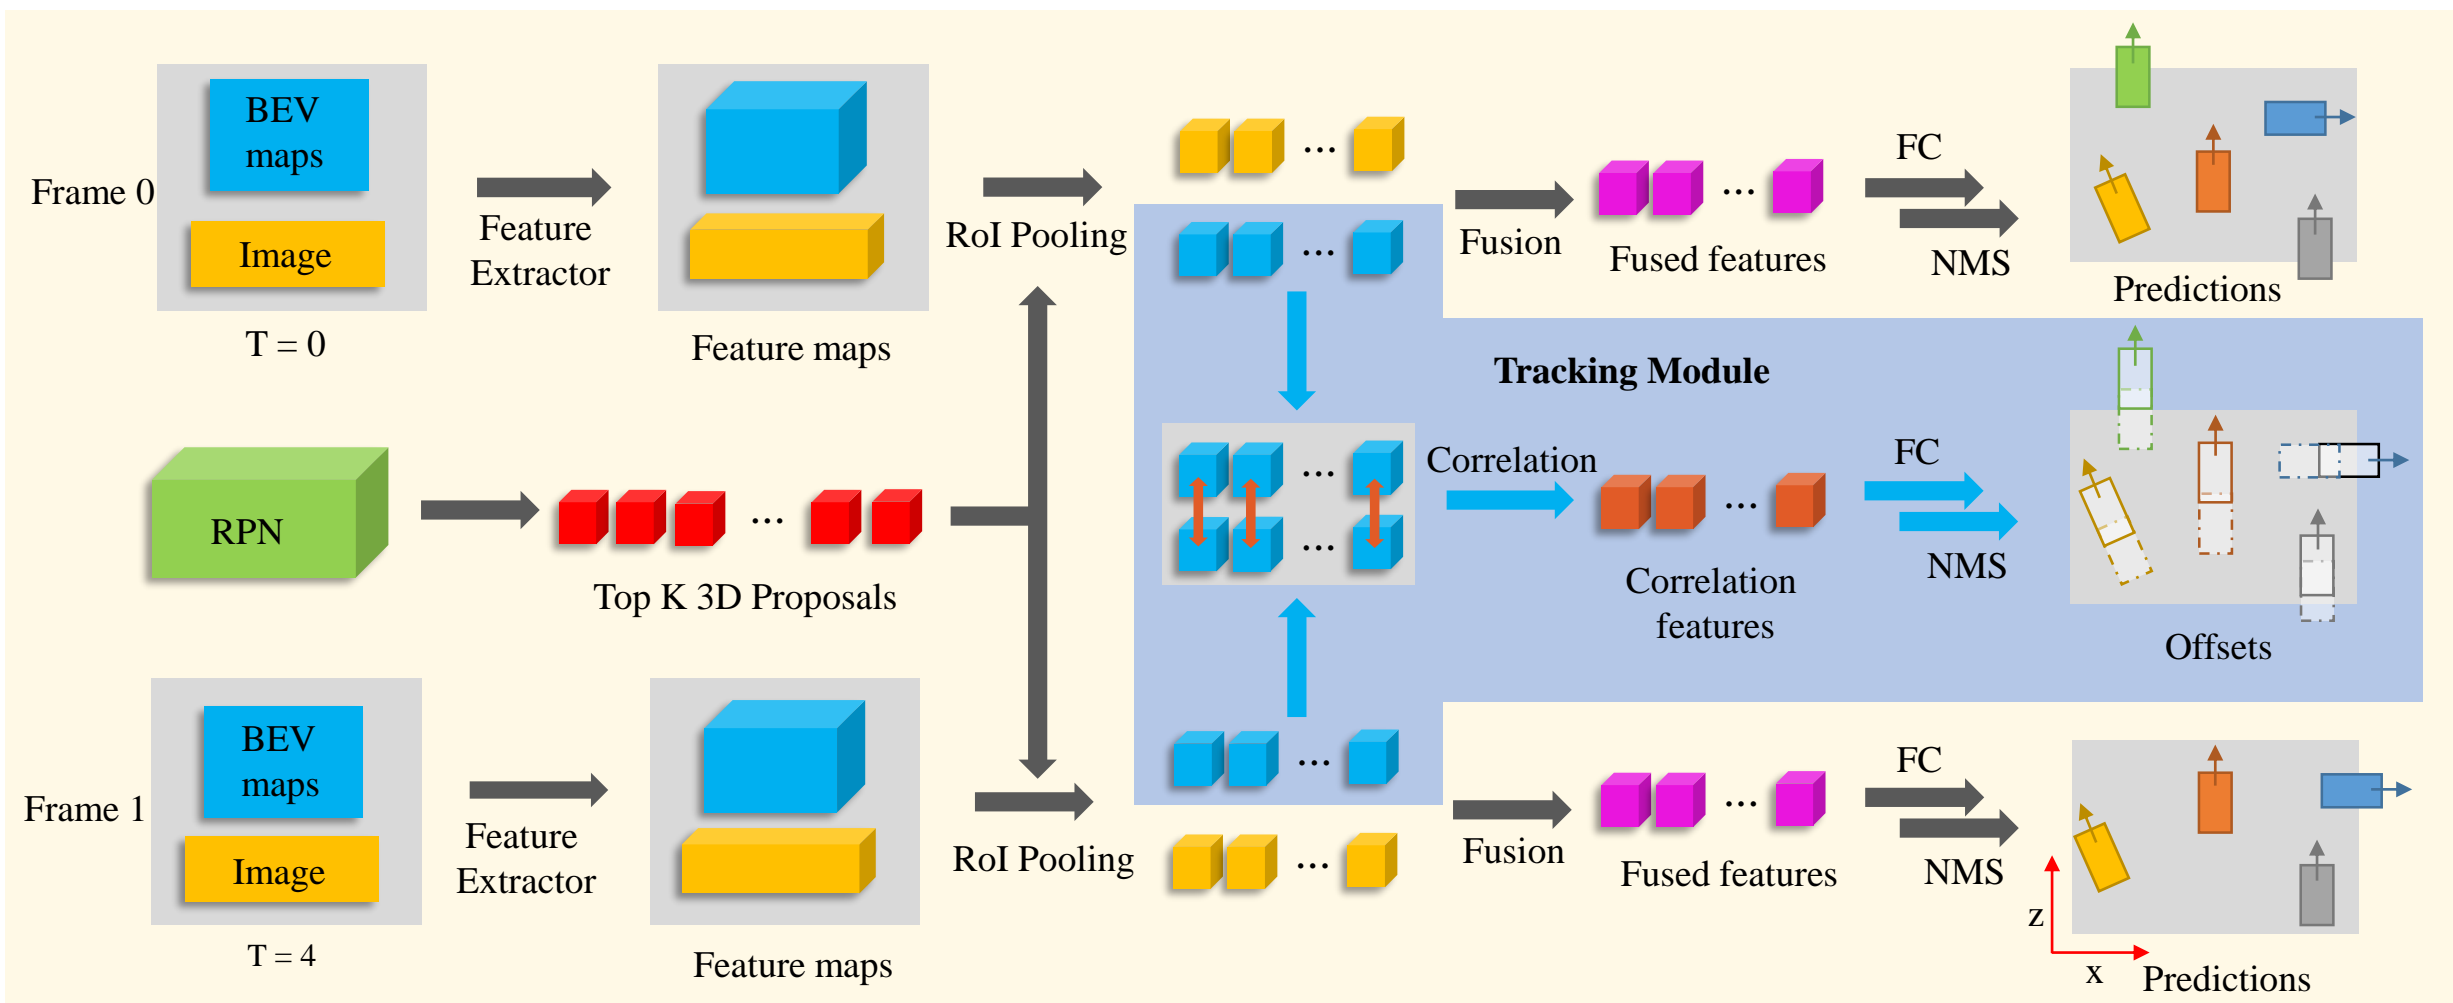 Frame 0
BEV
maps
Image
T = 0
Feature
Extractor
Feature maps
RoI Pooling
...
...
Fusion
...
Fused features
FC
NMS
Predictions
Tracking Module
RPN
...
Top K 3D Proposals
...
...
Correlation
...
Correlation
features
FC
NMS
Offsets
Frame 1
BEV
maps
Image
T = 4
Feature
Extractor
Feature maps
RoI Pooling
...
...
Fusion
...
Fused features
FC
NMS
z
x
Predictions